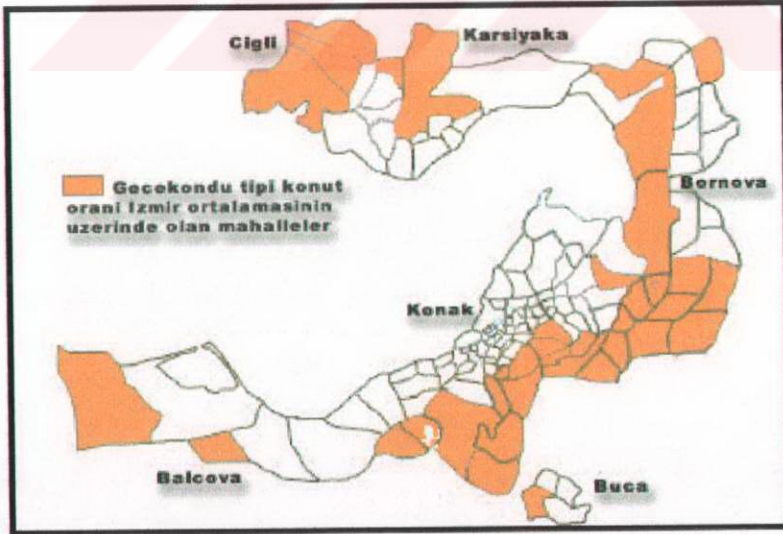 Cigli
Karsiyaka
Gecekondu tipi konut
orani Izmir ortalamasinin
uzerinde olan mahalleler
Bornova
Konak
Balcova
Buca